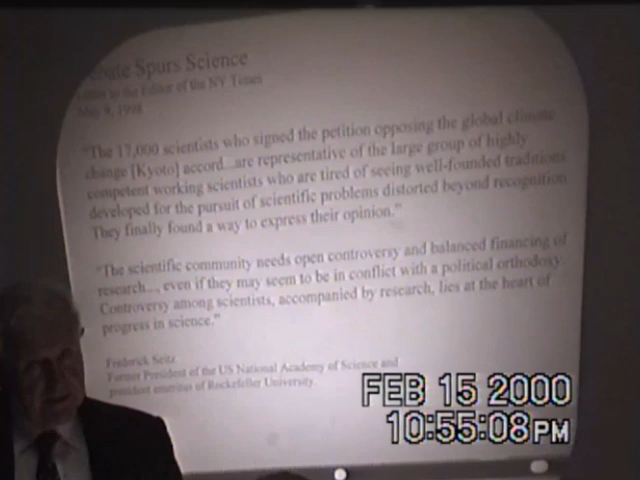 Debate Spurs Science
Letter to the Editor of the NY Times
May 9, 1998
"The 17,000 scientists who signed the petition opposing the global climate
change [Kyoto] accord...are representative of the large group of highly
competent working scientists who are tired of seeing well-founded traditions
developed for the pursuit of scientific problems distorted beyond recognition
They finally found a way to express their opinion."
"The scientific community needs open controversy and balanced financing of
research..., even if they may seem to be in conflict with a political orthodoxy.
Controversy among scientists, accompanied by research, lies at the heart of
progress in science."
Frederick Seitz
Former President of the US National Academy of Science and
president emeritus of Rockefeller University.
FEB 15 2000
10:55:08PM